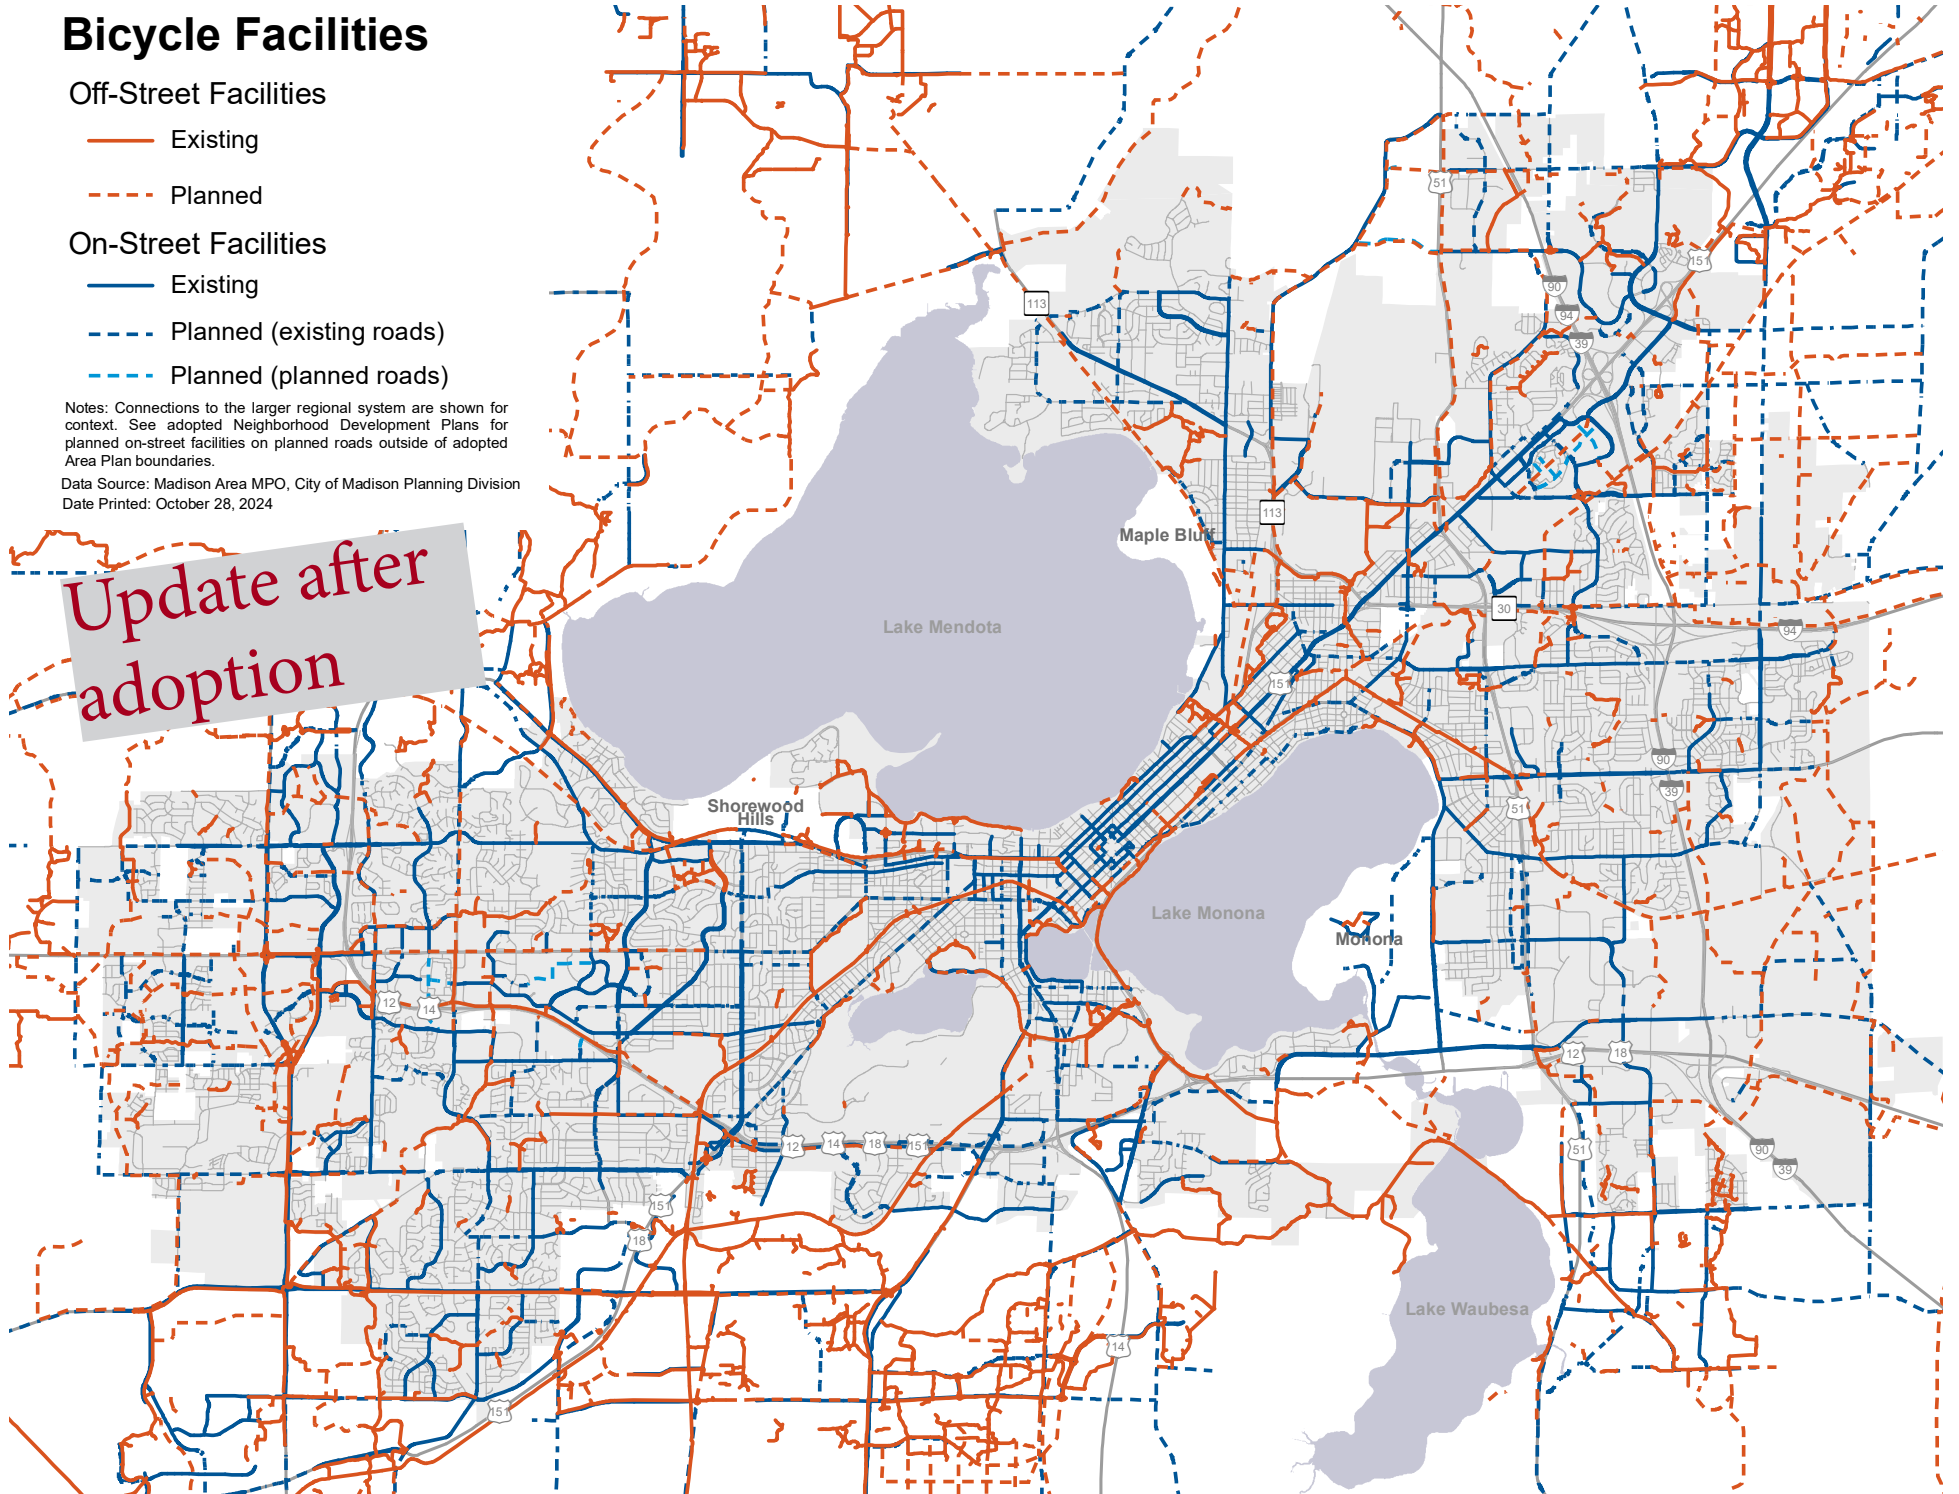 Bicycle Facilities
Off-Street Facilities
Existing
Planned
On-Street Facilities
Existing
Planned (existing roads)
Planned (planned roads)
Notes: Connections to the larger regional system are shown for
context. See adopted Neighborhood Development Plans for
planned on-street facilities on planned roads outside of adopted
Area Plan boundaries.
Data Source: Madison Area MPO, City of Madison Planning Division
Date Printed: October 28, 2024
Update after
adoption
51
151
90
94
39
113
113
Maple Bluff
30
94
Lake Mendota
151
90
39
51
Shorewood
Hills
Lake Monona
Monona
12
14
12
18
12
14
18
151
51
90
39
151
18
Lake Waubesa
14
151